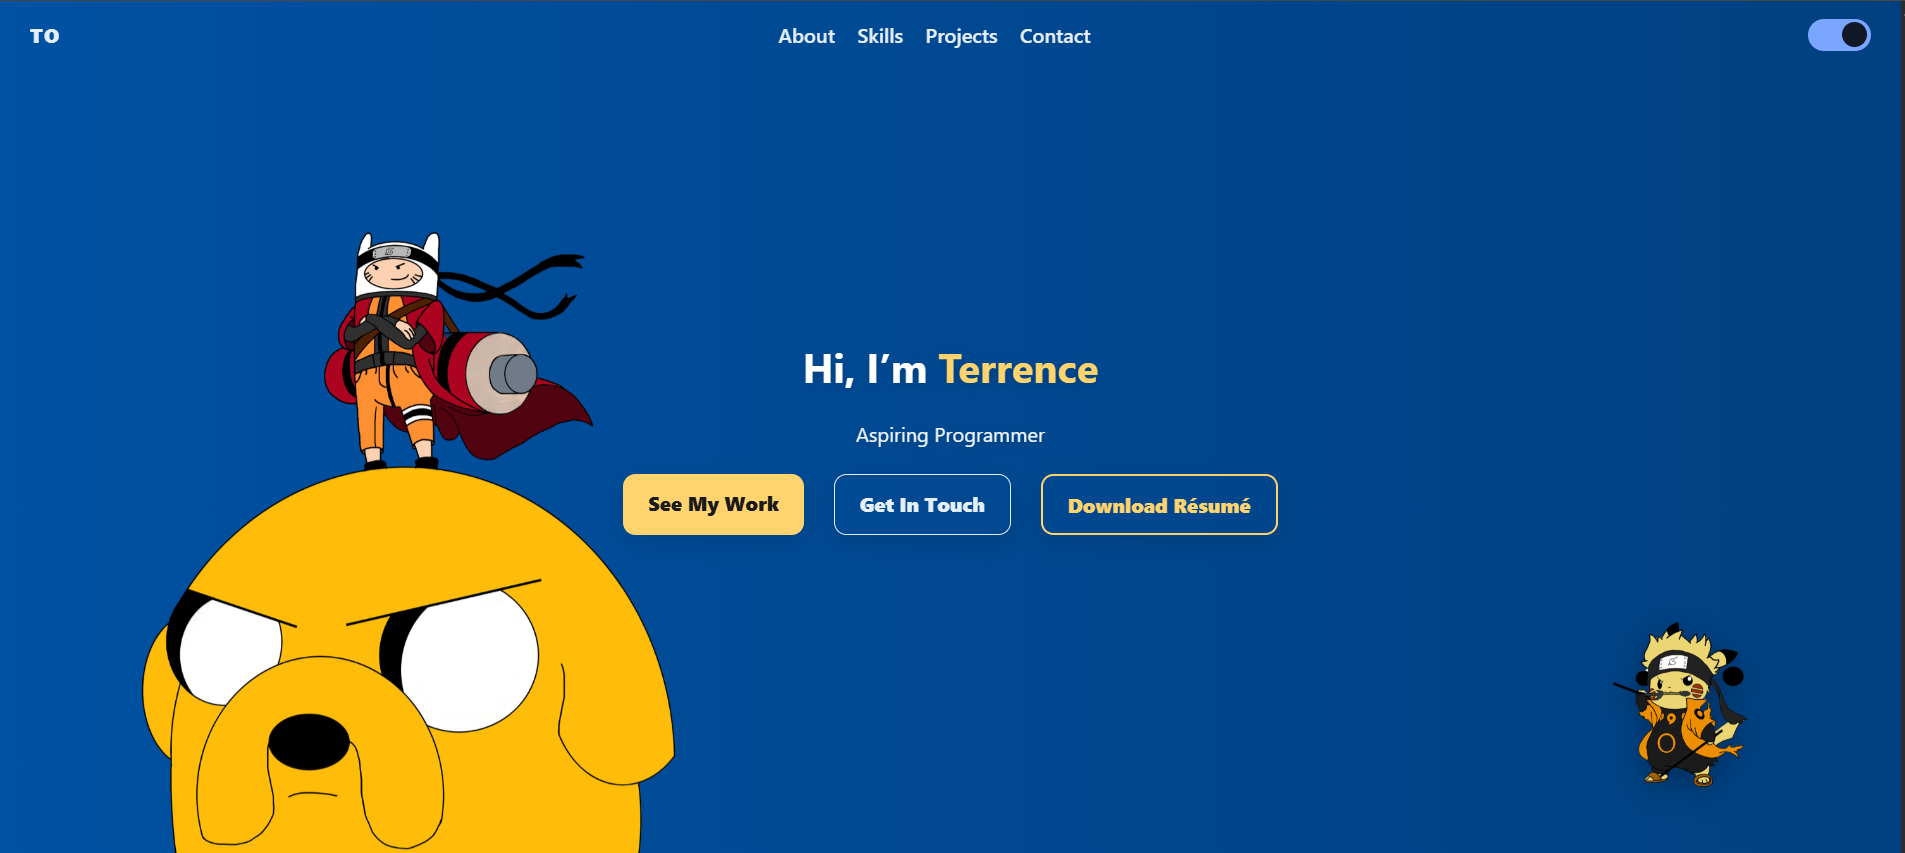 TO
About Skills Projects Contact
Hi, I’m Terrence
Aspiring Programmer
See My Work
Get In Touch
Download Résumé